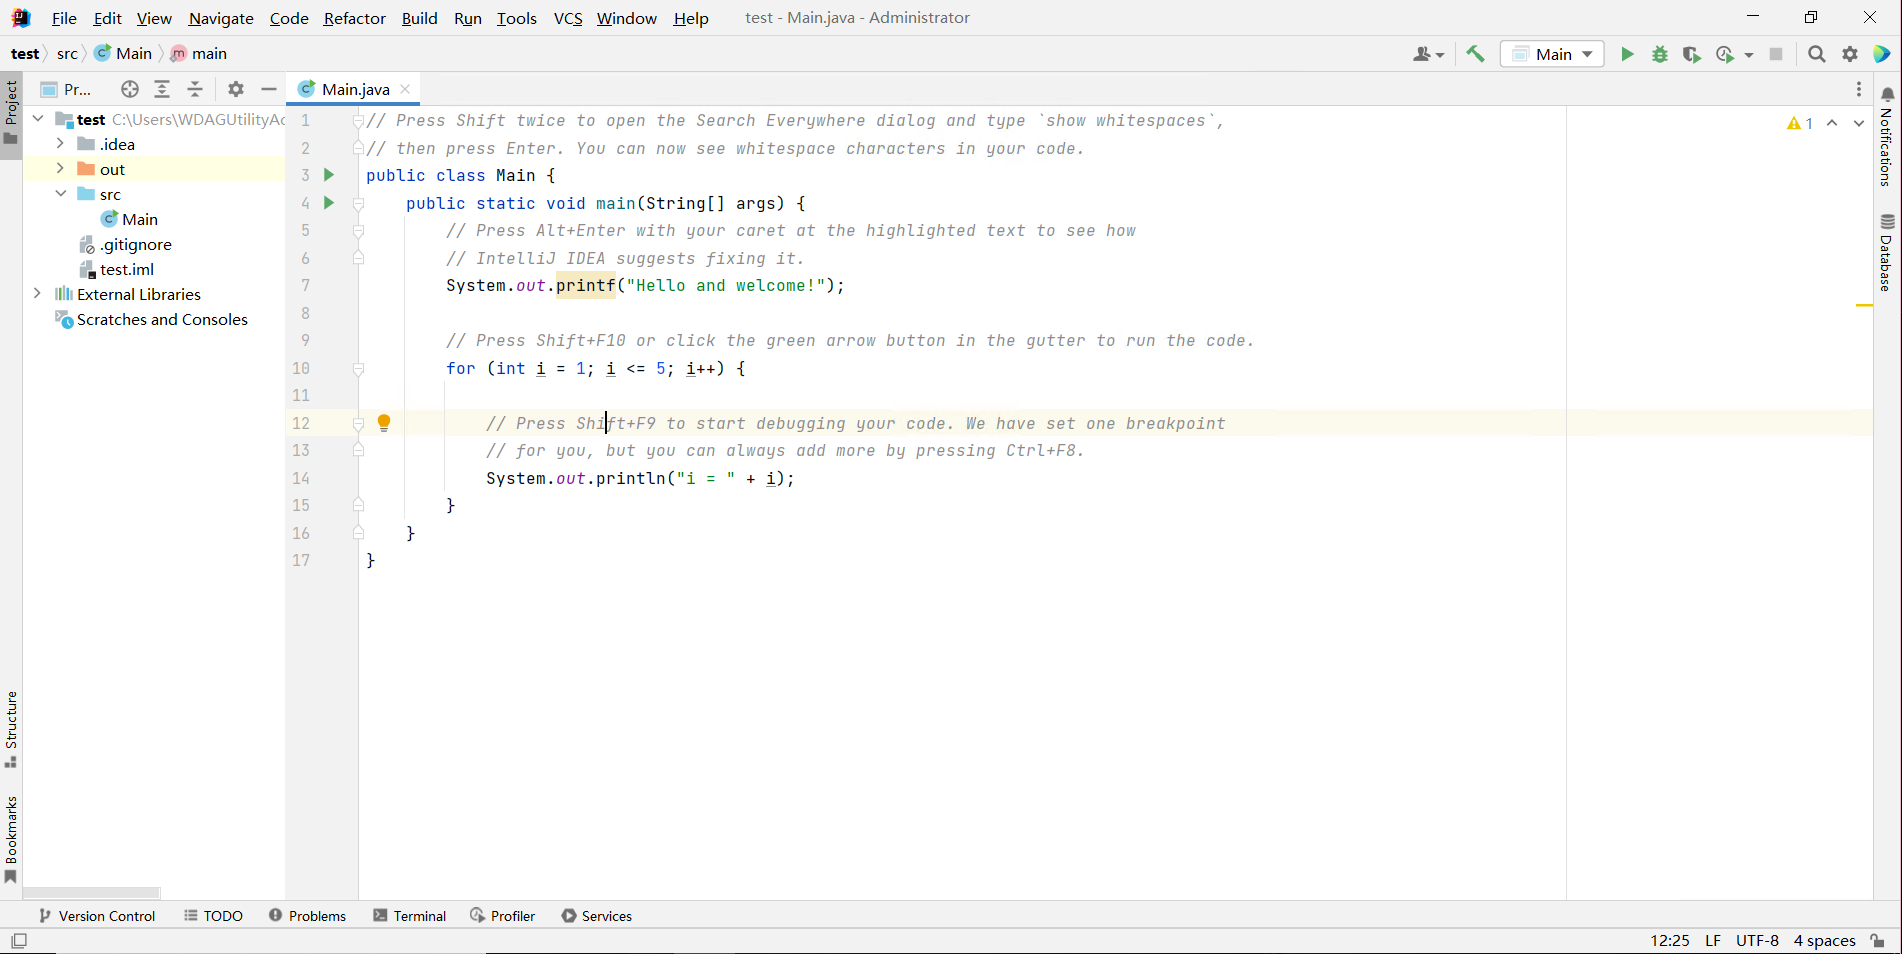 File Edit View Navigate Code Refactor Build Run Tools VCS Window Help test - Main.java - Administrator
test src Main main Main
Project
Pr...
Main.java
test C:\Users\WDAGUtilityAc
.idea
out
src
Main
.gitignore
test.iml
External Libraries
Scratches and Consoles
1 // Press Shift twice to open the Search Everywhere dialog and type `show whitespaces`,
2 // then press Enter. You can now see whitespace characters in your code.
3 public class Main {
4 public static void main(String[] args) {
5 // Press Alt+Enter with your caret at the highlighted text to see how
6 // IntelliJ IDEA suggests fixing it.
7 System.out.printf("Hello and welcome!");
8
9 // Press Shift+F10 or click the green arrow button in the gutter to run the code.
10 for (int i = 1; i <= 5; i++) {
11
12 // Press Shift+F9 to start debugging your code. We have set one breakpoint
13 // for you, but you can always add more by pressing Ctrl+F8.
14 System.out.println("i = " + i);
15 }
16 }
17 }
1
Notifications
Database
Structure
Bookmarks
Version Control TODO Problems Terminal Profiler Services
12:25 LF UTF-8 4 spaces